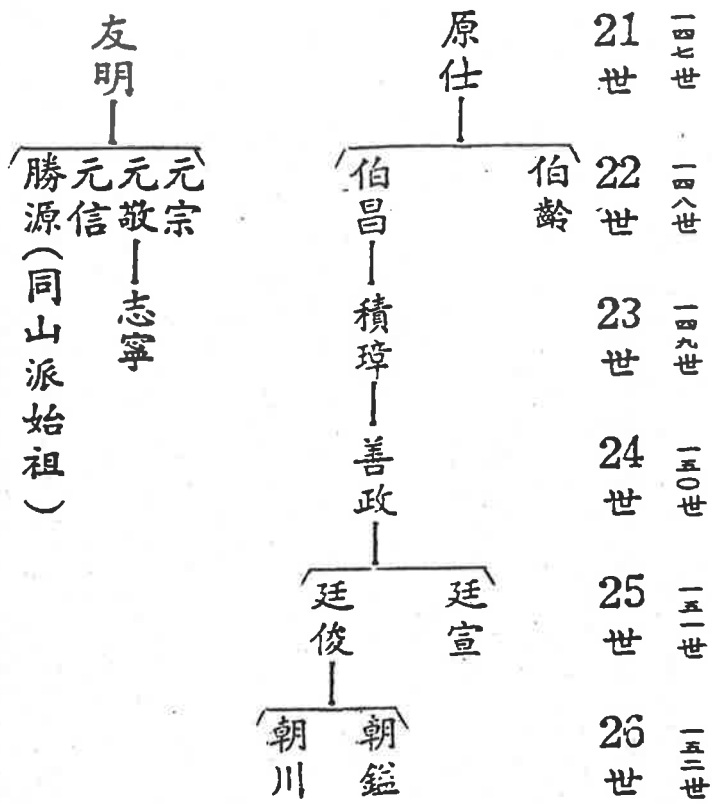 一四七世
21世
原仕
友明
一四八世
22世
伯齡
伯昌
元宗
元敬
元信
勝源(同山派始祖)
一四九世
23世
積璋
志寧
一五〇世
24世
善政
一五一世
25世
廷宣
廷俊
一五二世
26世
朝鎰
朝川